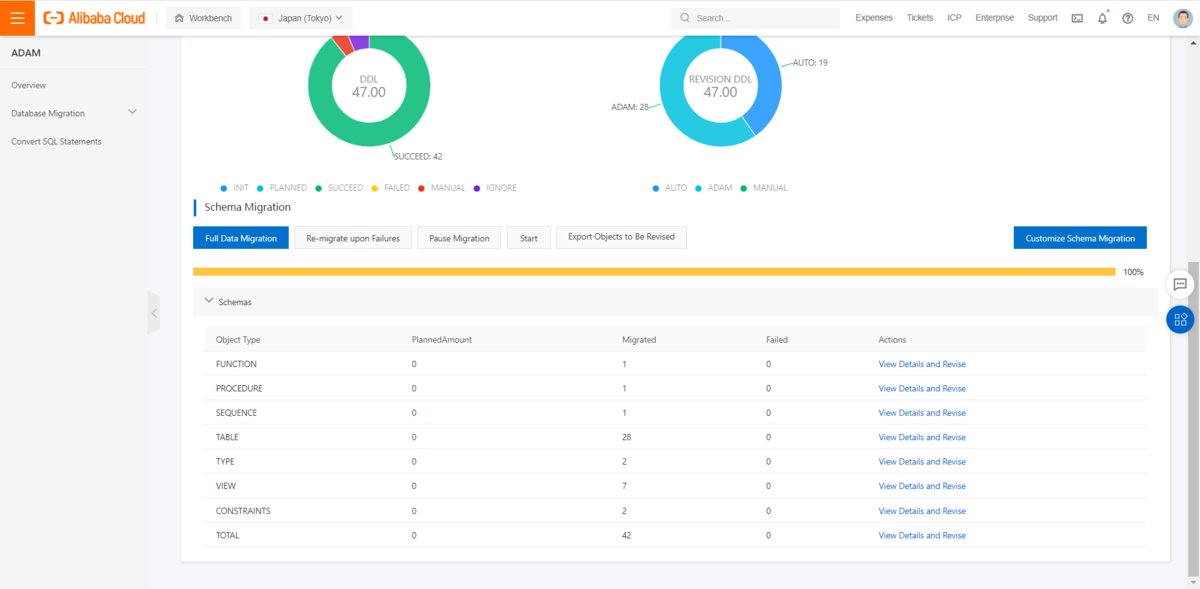 Alibaba Cloud
Workbench
Japan (Tokyo)
Search...
Expenses
Tickets
ICP
Enterprise
Support
EN
ADAM
Overview
Database Migration
Convert SQL Statements
DDL
47.00
SUCCEED: 42
REVISION DDL
47.00
AUTO: 19
ADAM: 28
INIT PLANNED SUCCEED FAILED MANUAL IGNORE
AUTO ADAM MANUAL
Schema Migration
Full Data Migration
Re-migrate upon Failures
Pause Migration
Start
Export Objects to Be Revised
Customize Schema Migration
100%
Schemas
Object Type PlannedAmount Migrated Failed Actions
FUNCTION 0 1 0 View Details and Revise
PROCEDURE 0 1 0 View Details and Revise
SEQUENCE 0 1 0 View Details and Revise
TABLE 0 28 0 View Details and Revise
TYPE 0 2 0 View Details and Revise
VIEW 0 7 0 View Details and Revise
CONSTRAINTS 0 2 0 View Details and Revise
TOTAL 0 42 0 View Details and Revise